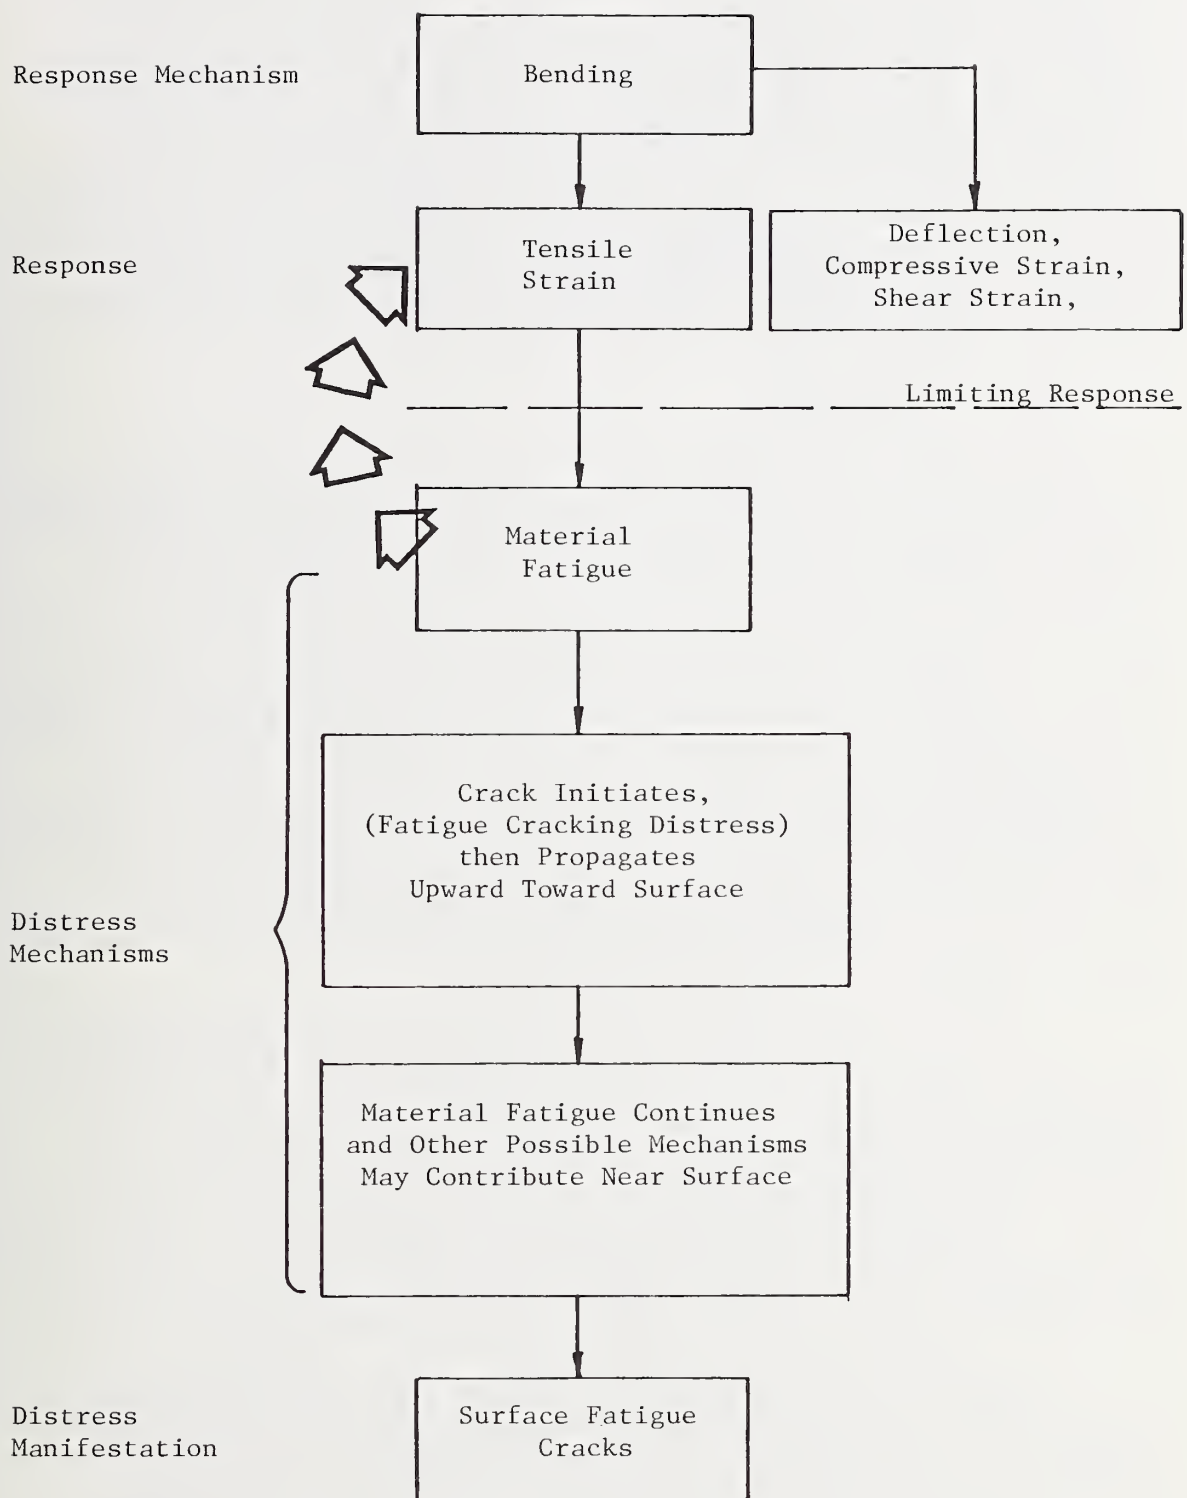 Response Mechanism
Bending
Response
Tensile
Strain
Deflection,
Compressive Strain,
Shear Strain,
Limiting Response
Material
Fatigue
Crack Initiates,
(Fatigue Cracking Distress)
then Propagates
Upward Toward Surface
Distress
Mechanisms
Material Fatigue Continues
and Other Possible Mechanisms
May Contribute Near Surface
Distress
Manifestation
Surface Fatigue
Cracks